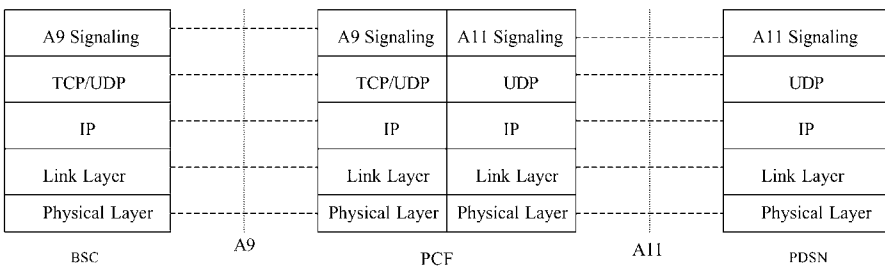 A9 Signaling A9 Signaling A11 Signaling A11 Signaling
TCP/UDP TCP/UDP UDP UDP
IP IP IP IP
Link Layer Link Layer Link Layer Link Layer
Physical Layer Physical Layer Physical Layer Physical Layer
BSC A9 PCF A11 PDSN